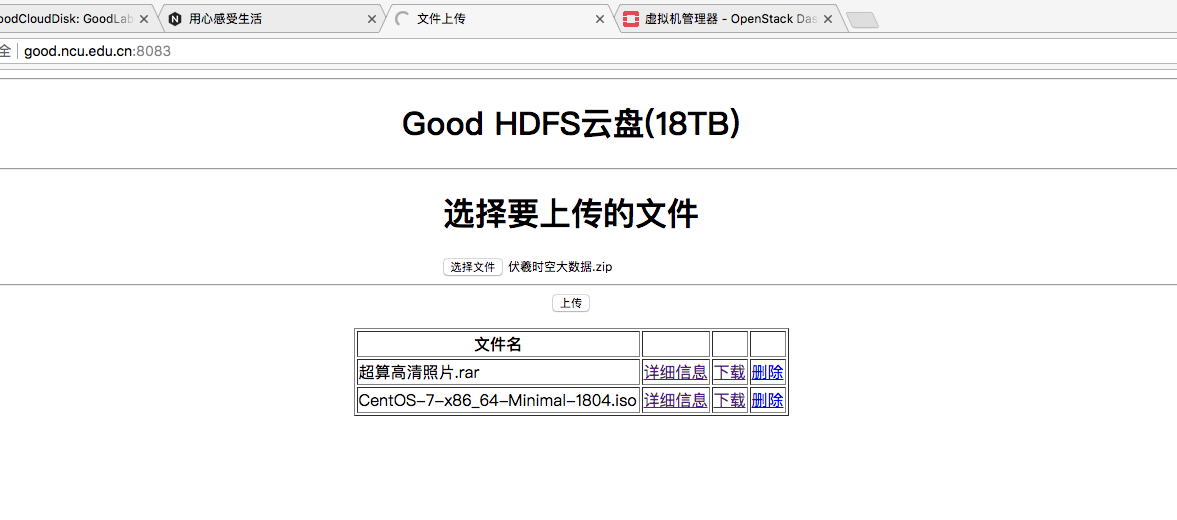 oodCloudDisk: GoodLab
用心感受生活
文件上传
虚拟机管理器 - OpenStack Das
全 good.ncu.edu.cn:8083
Good HDFS云盘(18TB)
选择要上传的文件
选择文件 伏羲时空大数据.zip
上传
文件名
超算高清照片.rar 详细信息 下载 删除
CentOS-7-x86_64-Minimal-1804.iso 详细信息 下载 删除